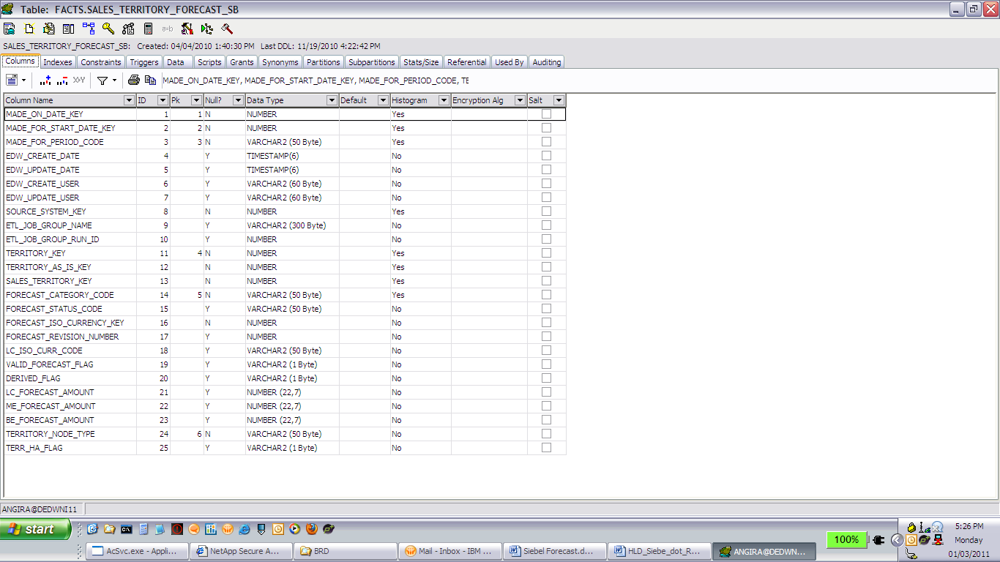 Table: FACTS.SALES_TERRITORY_FORECAST_SB
SALES_TERRITORY_FORECAST_SB: Created: 04/04/2010 1:40:30 PM Last DDL: 11/19/2010 4:22:42 PM
Columns Indexes Constraints Triggers Data Scripts Grants Synonyms Partitions Subpartitions Stats/Size Referential Used By Auditing
MADE_ON_DATE_KEY, MADE_FOR_START_DATE_KEY, MADE_FOR_PERIOD_CODE, TE
Column Name ID Pk Null? Data Type Default Histogram Encryption Alg Salt
MADE_ON_DATE_KEY 1 1 N NUMBER Yes
MADE_FOR_START_DATE_KEY 2 2 N NUMBER Yes
MADE_FOR_PERIOD_CODE 3 3 N VARCHAR2 (50 Byte) Yes
EDW_CREATE_DATE 4 Y TIMESTAMP(6) No
EDW_UPDATE_DATE 5 Y TIMESTAMP(6) No
EDW_CREATE_USER 6 Y VARCHAR2 (60 Byte) No
EDW_UPDATE_USER 7 Y VARCHAR2 (60 Byte) No
SOURCE_SYSTEM_KEY 8 N NUMBER Yes
ETL_JOB_GROUP_NAME 9 Y VARCHAR2 (300 Byte) No
ETL_JOB_GROUP_RUN_ID 10 Y NUMBER No
TERRITORY_KEY 11 4 N NUMBER Yes
TERRITORY_AS_IS_KEY 12 N NUMBER Yes
SALES_TERRITORY_KEY 13 N NUMBER Yes
FORECAST_CATEGORY_CODE 14 5 N VARCHAR2 (50 Byte) Yes
FORECAST_STATUS_CODE 15 Y VARCHAR2 (50 Byte) No
FORECAST_ISO_CURRENCY_KEY 16 N NUMBER No
FORECAST_REVISION_NUMBER 17 Y NUMBER No
LC_ISO_CURR_CODE 18 Y VARCHAR2 (50 Byte) No
VALID_FORECAST_FLAG 19 Y VARCHAR2 (1 Byte) No
DERIVED_FLAG 20 Y VARCHAR2 (1 Byte) No
LC_FORECAST_AMOUNT 21 Y NUMBER (22,7) No
ME_FORECAST_AMOUNT 22 Y NUMBER (22,7) No
BE_FORECAST_AMOUNT 23 Y NUMBER (22,7) No
TERRITORY_NODE_TYPE 24 6 N VARCHAR2 (50 Byte) No
TERR_HA_FLAG 25 Y VARCHAR2 (1 Byte) No
ANGIRA@DEDWNI11
start
100%
5:26 PM
Monday
01/03/2011
AcSvc.exe - Appli... NetApp Secure A... BRD Mail - Inbox - IBM ... Siebel Forecast.d... HLD_Siebe_dot_R... ANGIRA@DEDWN...